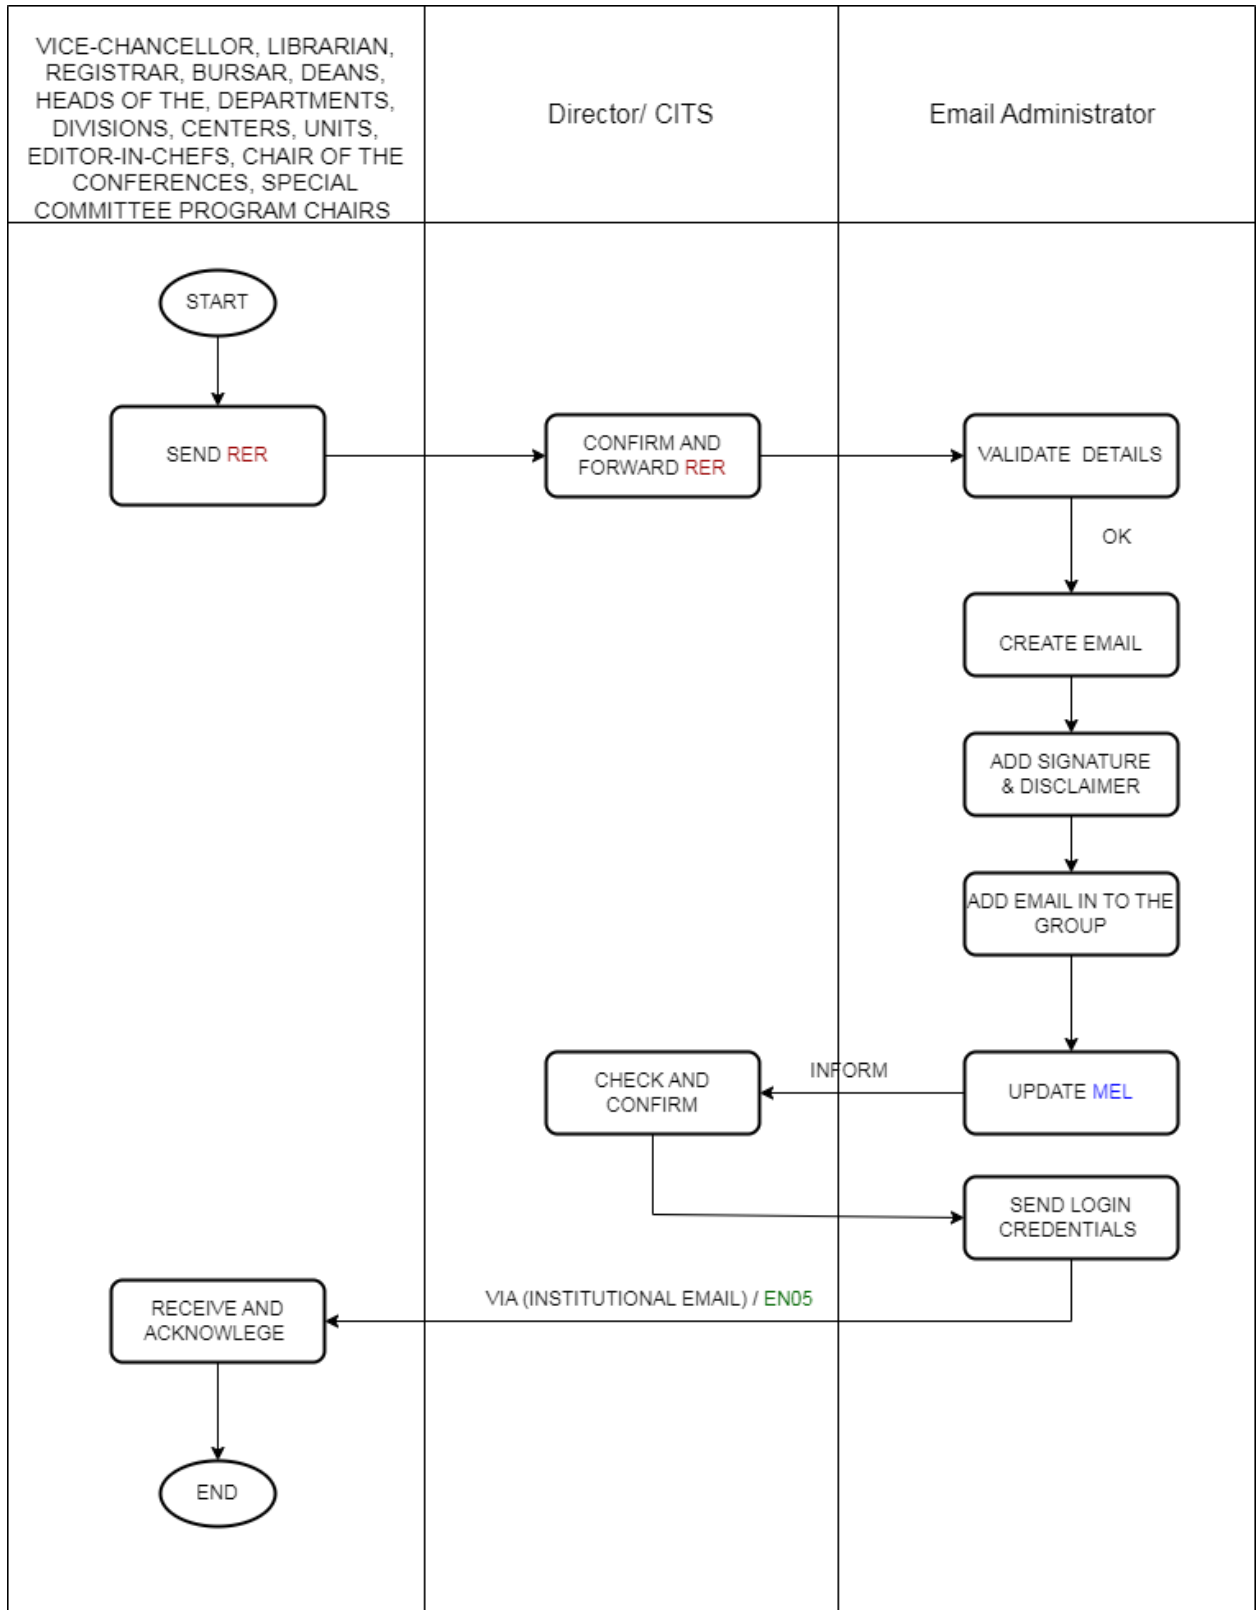 VICE-CHANCELLOR, LIBRARIAN,
REGISTRAR, BURSAR, DEANS,
HEADS OF THE, DEPARTMENTS,
DIVISIONS, CENTERS, UNITS,
EDITOR-IN-CHEFS, CHAIR OF THE
CONFERENCES, SPECIAL
COMMITTEE PROGRAM CHAIRS
Director/ CITS
Email Administrator
START
SEND RER
CONFIRM AND
FORWARD RER
VALIDATE DETAILS
OK
CREATE EMAIL
ADD SIGNATURE
& DISCLAIMER
ADD EMAIL IN TO THE
GROUP
UPDATE MEL
INFORM
CHECK AND
CONFIRM
SEND LOGIN
CREDENTIALS
VIA (INSTITUTIONAL EMAIL) / EN05
RECEIVE AND
ACKNOWLEGE
END